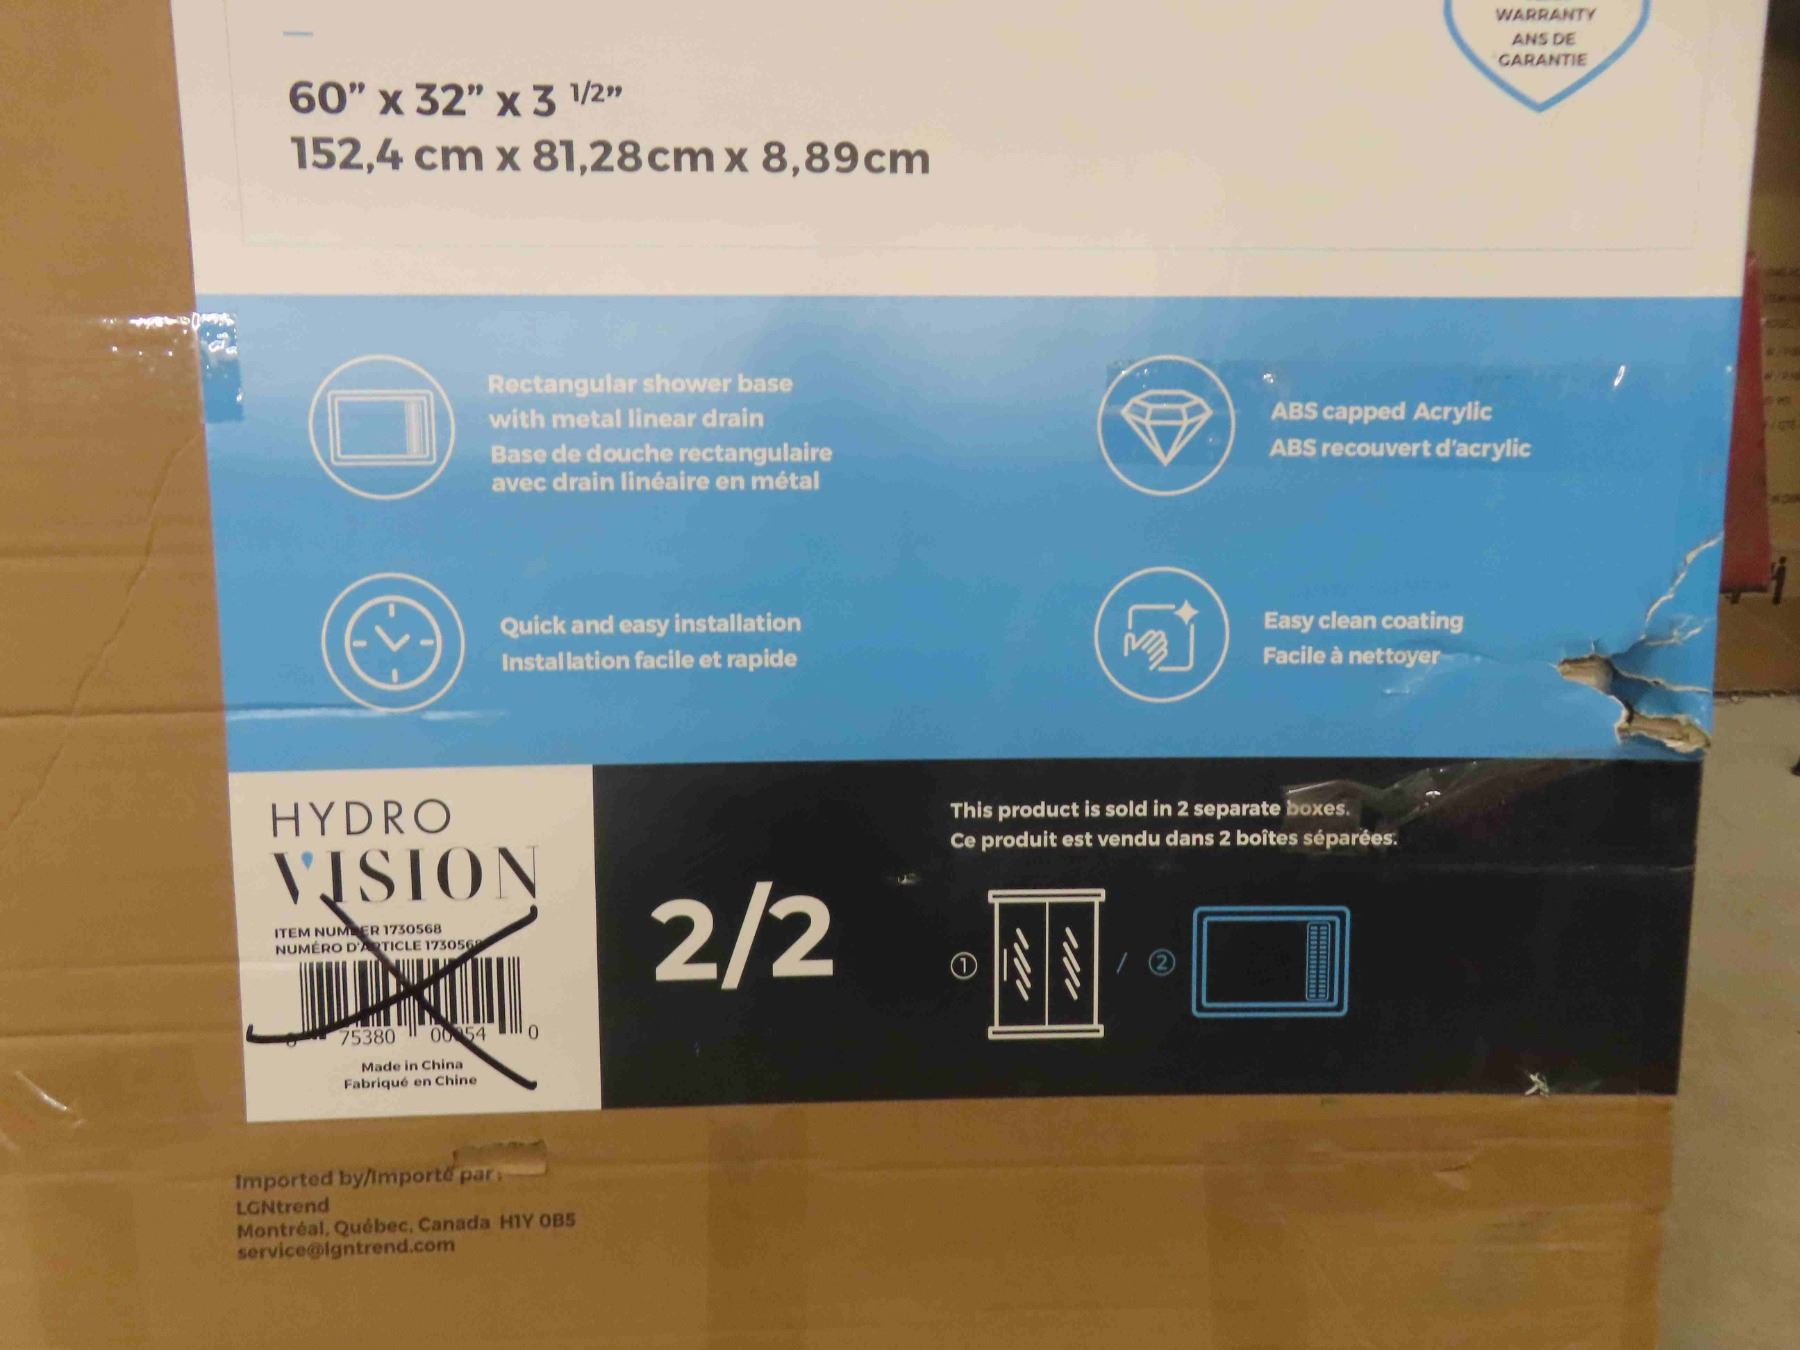 WARRANTY
ANS DE
GARANTIE
60” x 32” x 3 1/2”
152,4 cm x 81,28cm x 8,89cm
Rectangular shower base
with metal linear drain
Base de douche rectangulaire
avec drain linéaire en métal
ABS capped Acrylic
ABS recouvert d'acrylic
Quick and easy installation
Installation facile et rapide
Easy clean coating
Facile à nettoyer
HYDRO
VISION
ITEM NUMBER 1730568
NUMÉRO D'ARTICLE 1730568
75380 0
Made in China
Fabriqué en Chine
2/2
This product is sold in 2 separate boxes.
Ce produit est vendu dans 2 boîtes séparées.
1 / 2
Imported by/Importé par:
LGNtrend
Montréal, Québec, Canada H1Y 0B5
service@lgntrend.com